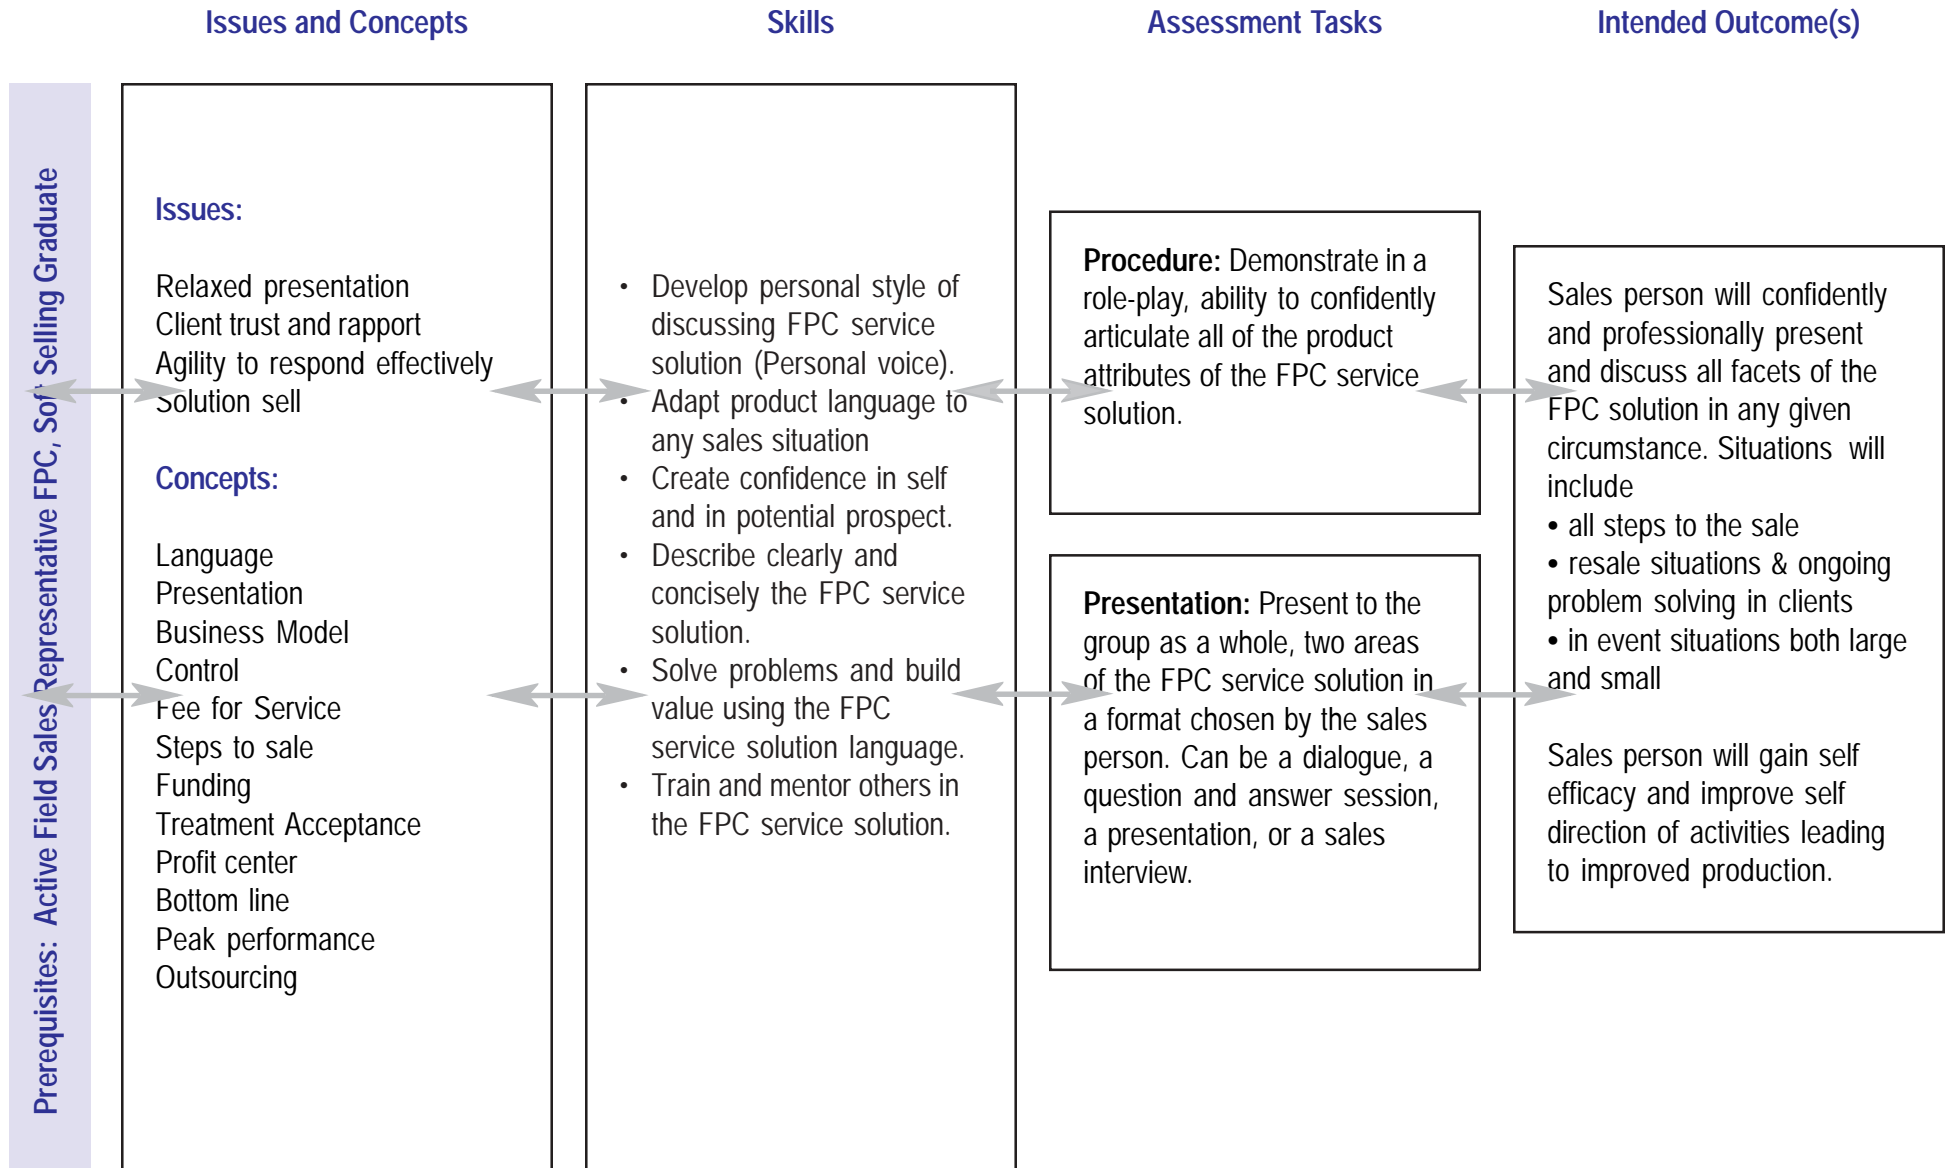 Issues and Concepts
Skills
Assessment Tasks
Intended Outcome(s)
Prerequisites: Active Field Sales Representative FPC, Soft Selling Graduate
Issues:
Relaxed presentation
Client trust and rapport
Agility to respond effectively
Solution sell
Concepts:
Language
Presentation
Business Model
Control
Fee for Service
Steps to sale
Funding
Treatment Acceptance
Profit center
Bottom line
Peak performance
Outsourcing
• Develop personal style of
discussing FPC service
solution (Personal voice).
• Adapt product language to
any sales situation
• Create confidence in self
and in potential prospect.
• Describe clearly and
concisely the FPC service
solution.
• Solve problems and build
value using the FPC
service solution language.
• Train and mentor others in
the FPC service solution.
Procedure: Demonstrate in a
role-play, ability to confidently
articulate all of the product
attributes of the FPC service
solution.
Presentation: Present to the
group as a whole, two areas
of the FPC service solution in
a format chosen by the sales
person. Can be a dialogue, a
question and answer session,
a presentation, or a sales
interview.
Sales person will confidently
and professionally present
and discuss all facets of the
FPC solution in any given
circumstance. Situations will
include
• all steps to the sale
• resale situations & ongoing
problem solving in clients
• in event situations both large
and small
Sales person will gain self
efficacy and improve self
direction of activities leading
to improved production.